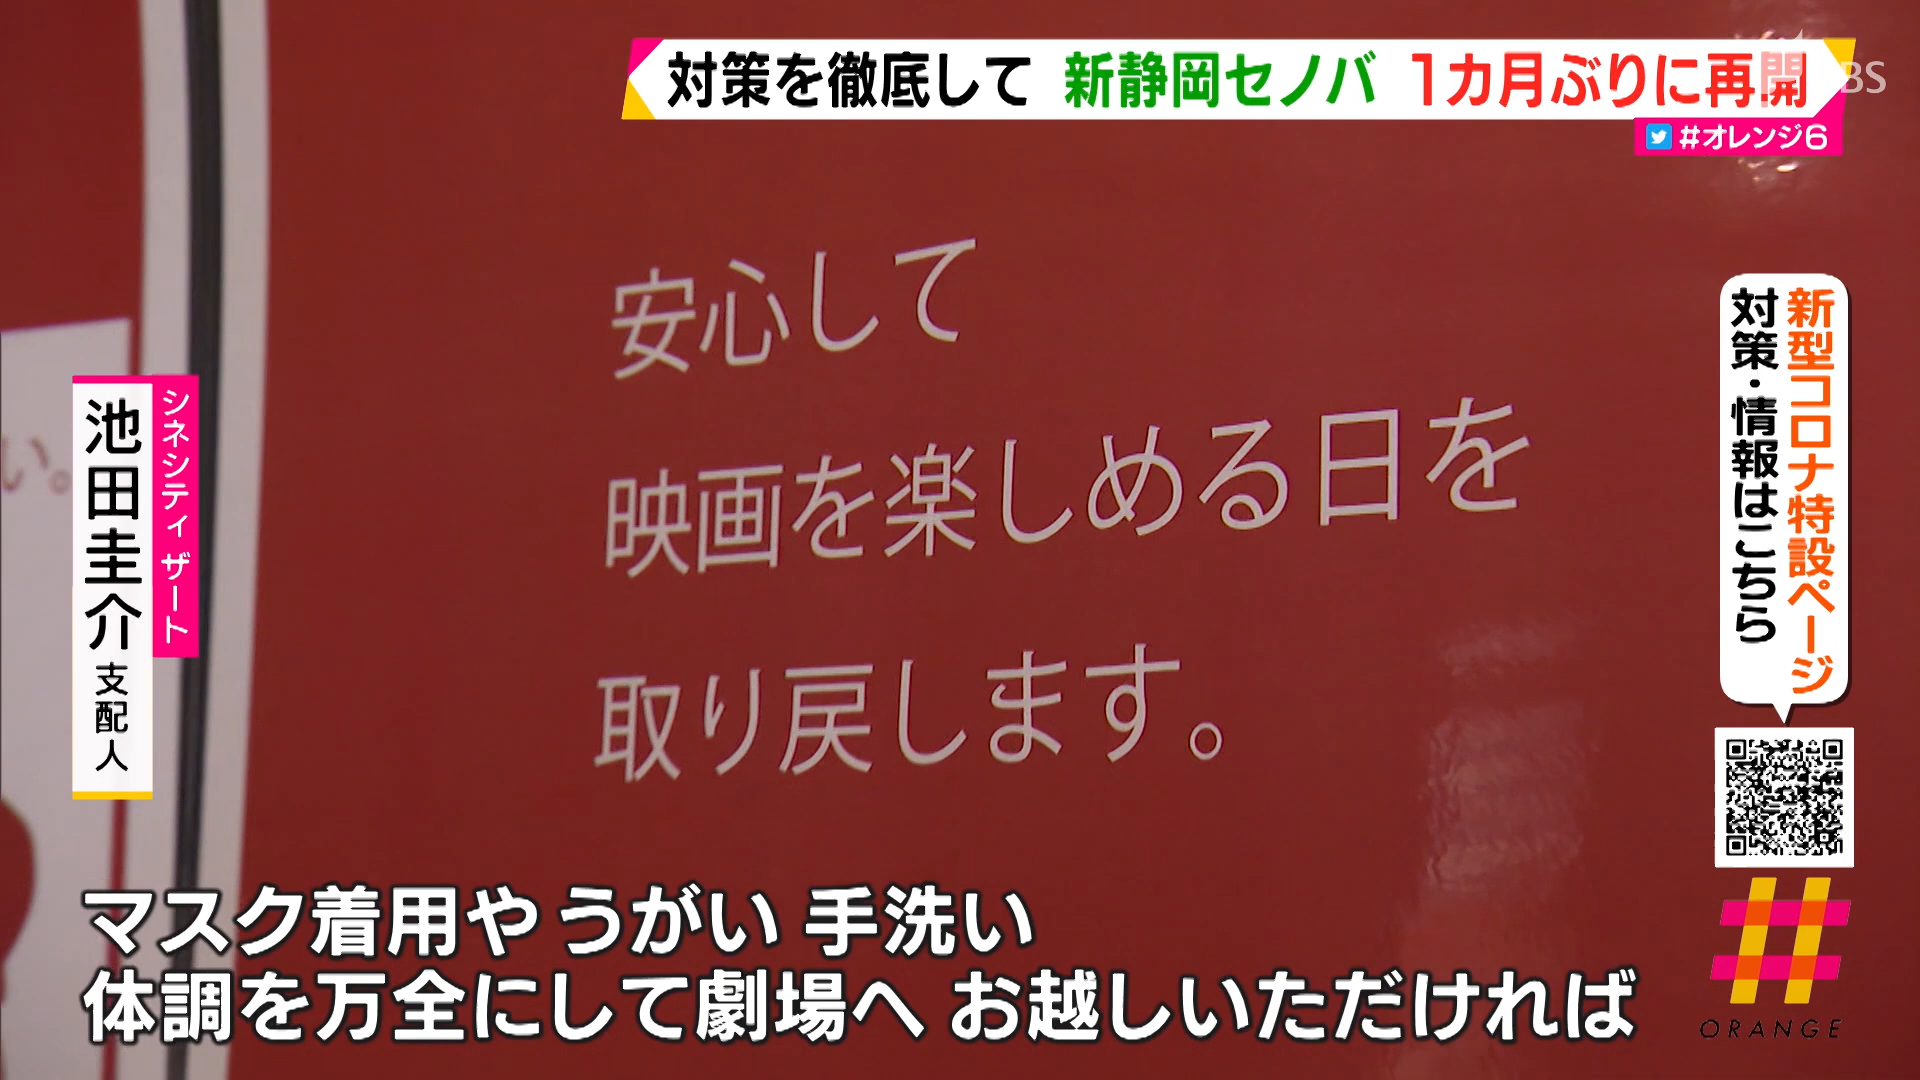 対策を徹底して 新静岡セノバ 1カ月ぶりに再開
BS
#オレンジ6
安心して
映画を楽しめる日を
取り戻します。
い。
新型コロナ特設ページ
対策・情報はこちら
シネシティ ザート
池田圭介 支配人
マスク着用や うがい 手洗い
体調を万全にして劇場へ お越しいただければ
ORANGE